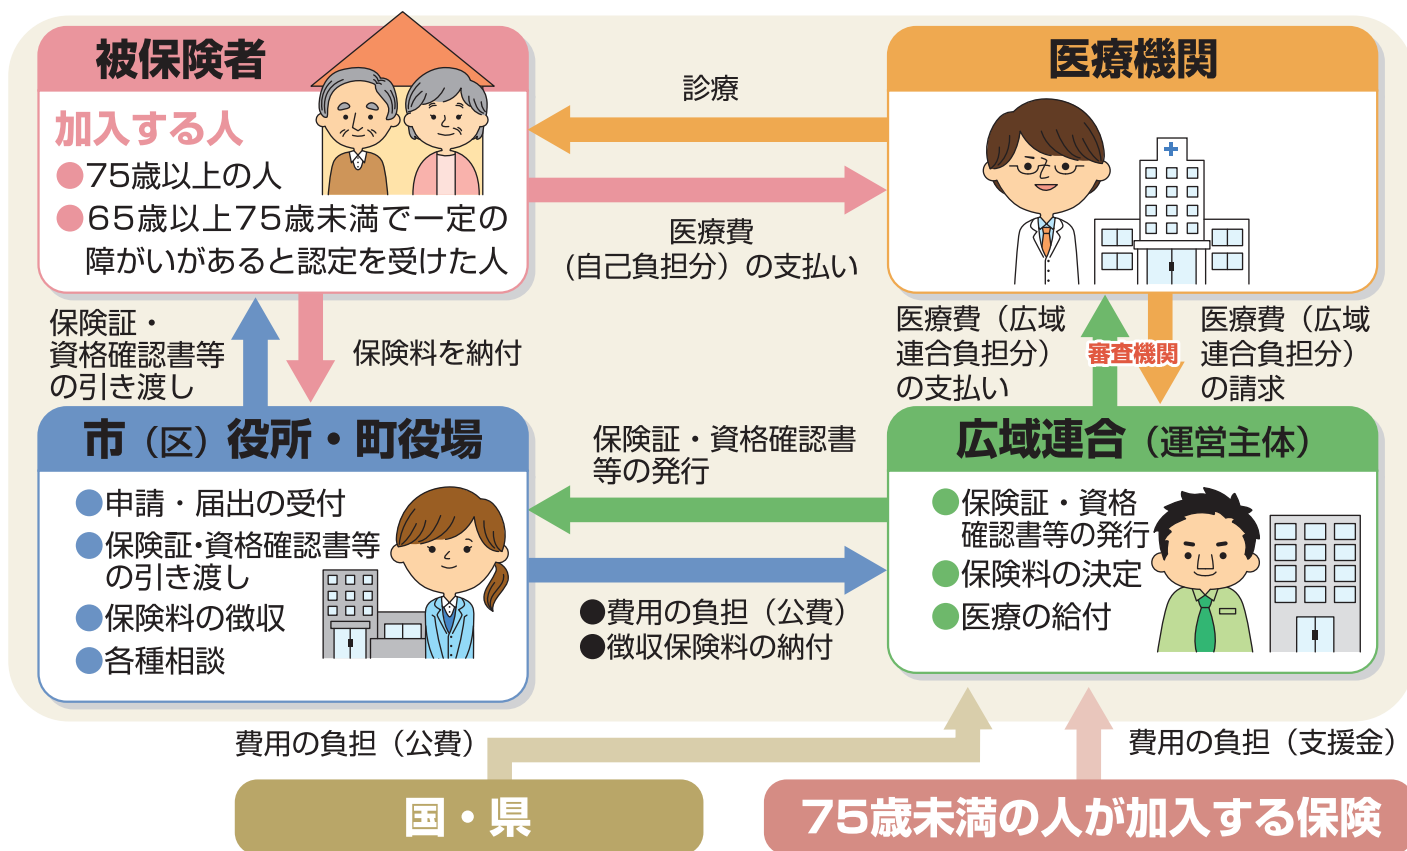 被保険者
加入する人
●75歳以上の人
●65歳以上75歳未満で一定の
障がいがあると認定を受けた人
診療
医療費
(自己負担分）の支払い
医療機関
保険証・
資格確認書等
の引き渡し
保険料を納付
医療費（広域
連合負担分）
の支払い
審査機関
医療費（広域
連合負担分）
の請求
市（区）役所・町役場
●申請・届出の受付
●保険証・資格確認書等
の引き渡し
●保険料の徴収
●各種相談
保険証・資格確認書
等の発行
●費用の負担（公費）
●徴収保険料の納付
広域連合（運営主体）
●保険証・資格
確認書等の発行
●保険料の決定
●医療の給付
費用の負担（公費）
費用の負担（支援金）
国・県
75歳未満の人が加入する保険